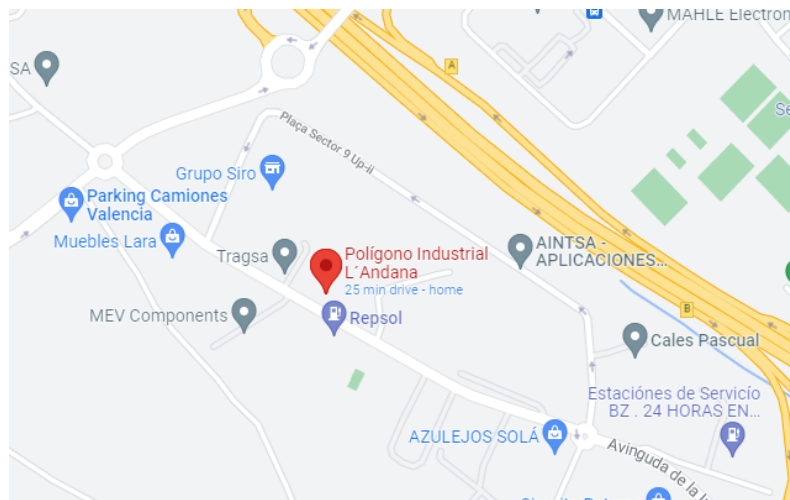 MAHLE Electron
SA
A
Plaça Sector 9 Up-ii
Grupo Siro
Parking Camiones
Valencia
Muebles Lara
Tragsa
Polígono Industrial
L´Andana
25 min drive - home
AINTSA -
APLICACIONES...
MEV Components
Repsol
B
Cales Pascual
Estaciónes de Servicío
BZ . 24 HORAS EN...
AZULEJOS SOLÁ
Avinguda de la